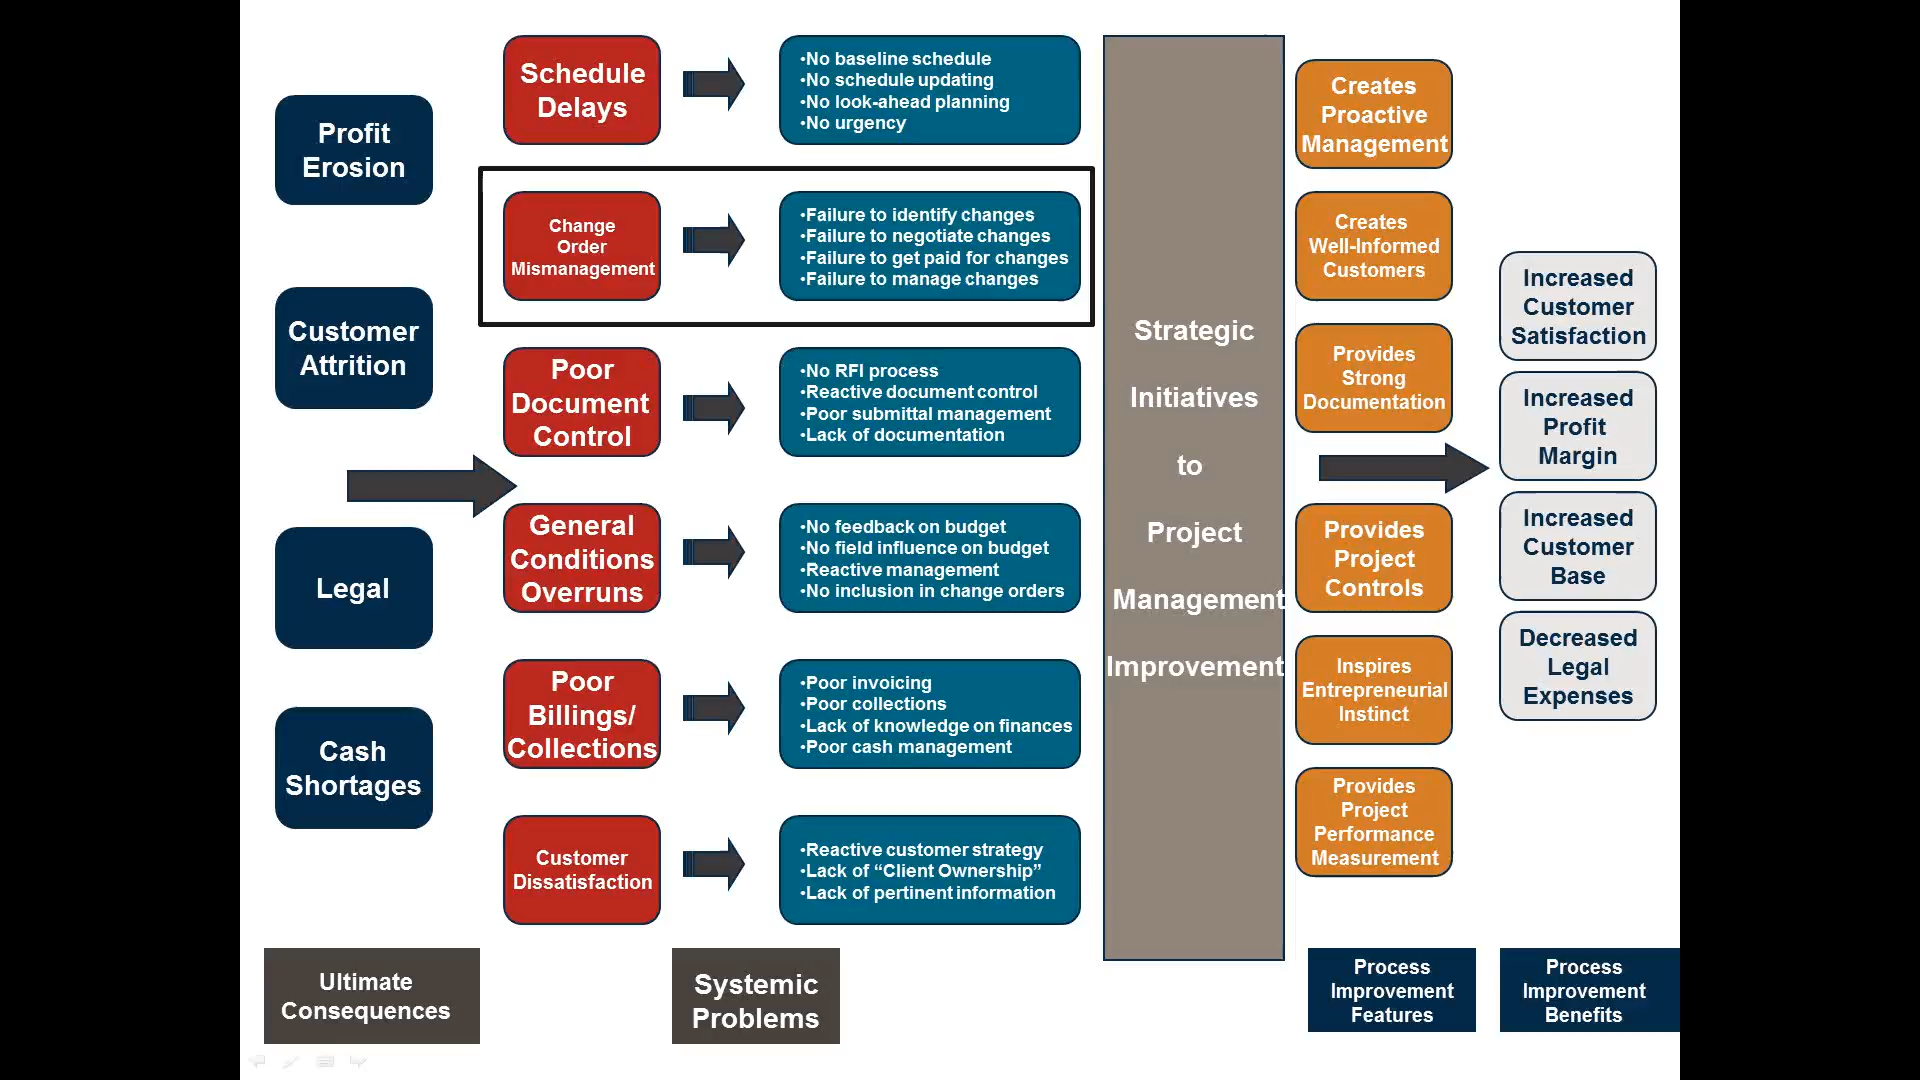 Profit
Erosion
Customer
Attrition
Legal
Cash
Shortages
Ultimate
Consequences
Schedule
Delays
•No baseline schedule
•No schedule updating
•No look-ahead planning
•No urgency
Change
Order
Mismanagement
•Failure to identify changes
•Failure to negotiate changes
•Failure to get paid for changes
•Failure to manage changes
Poor
Document
Control
•No RFI process
•Reactive document control
•Poor submittal management
•Lack of documentation
General
Conditions
Overruns
•No feedback on budget
•No field influence on budget
•Reactive management
•No inclusion in change orders
Poor
Billings/
Collections
•Poor invoicing
•Poor collections
•Lack of knowledge on finances
•Poor cash management
Customer
Dissatisfaction
•Reactive customer strategy
•Lack of “Client Ownership”
•Lack of pertinent information
Systemic
Problems
Strategic
Initiatives
to
Project
Management
Improvement
Creates
Proactive
Management
Creates
Well-Informed
Customers
Provides
Strong
Documentation
Provides
Project
Controls
Inspires
Entrepreneurial
Instinct
Provides
Project
Performance
Measurement
Process
Improvement
Features
Increased
Customer
Satisfaction
Increased
Profit
Margin
Increased
Customer
Base
Decreased
Legal
Expenses
Process
Improvement
Benefits